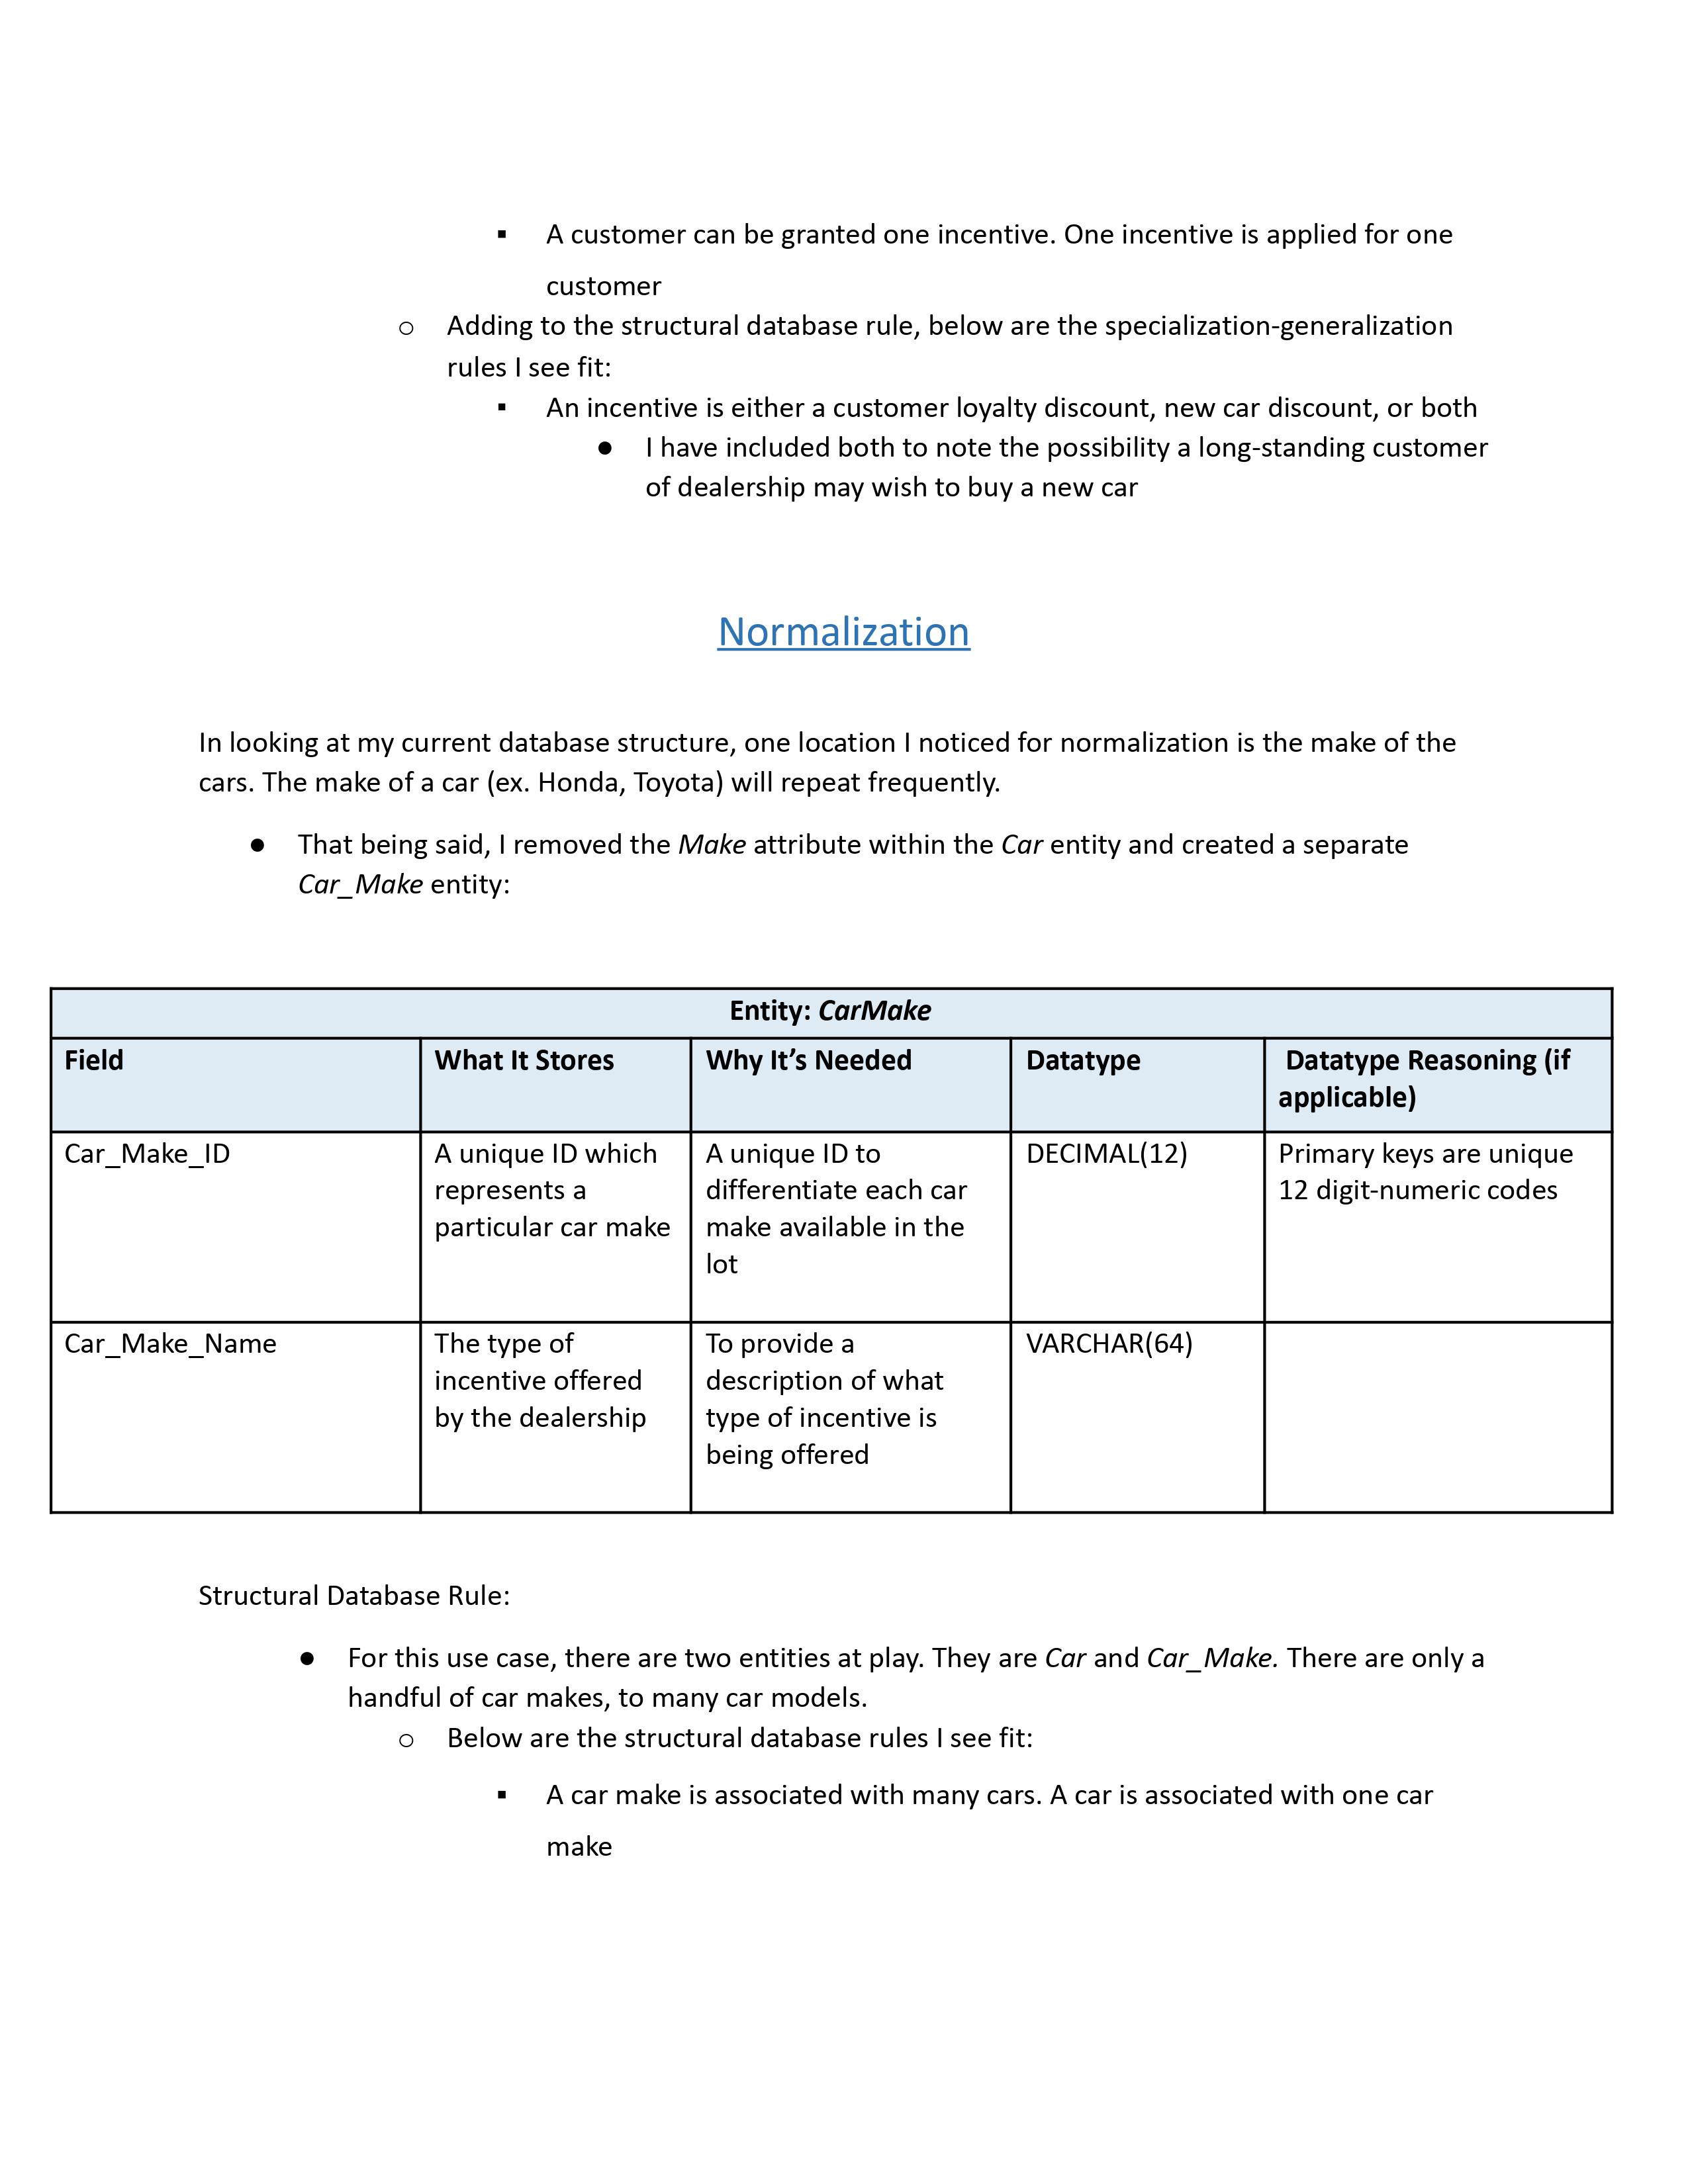 ▪ A customer can be granted one incentive. One incentive is applied for one
customer
o Adding to the structural database rule, below are the specialization-generalization
rules I see fit:
▪ An incentive is either a customer loyalty discount, new car discount, or both
● I have included both to note the possibility a long-standing customer
of dealership may wish to buy a new car
Normalization
In looking at my current database structure, one location I noticed for normalization is the make of the
cars. The make of a car (ex. Honda, Toyota) will repeat frequently.
● That being said, I removed the Make attribute within the Car entity and created a separate
Car_Make entity:
Entity: CarMake
Field What It Stores Why It’s Needed Datatype Datatype Reasoning (if
applicable)
Car_Make_ID A unique ID which A unique ID to DECIMAL(12) Primary keys are unique
represents a differentiate each car 12 digit-numeric codes
particular car make make available in the
lot
Car_Make_Name The type of To provide a VARCHAR(64)
incentive offered description of what
by the dealership type of incentive is
being offered
Structural Database Rule:
● For this use case, there are two entities at play. They are Car and Car_Make. There are only a
handful of car makes, to many car models.
o Below are the structural database rules I see fit:
▪ A car make is associated with many cars. A car is associated with one car
make